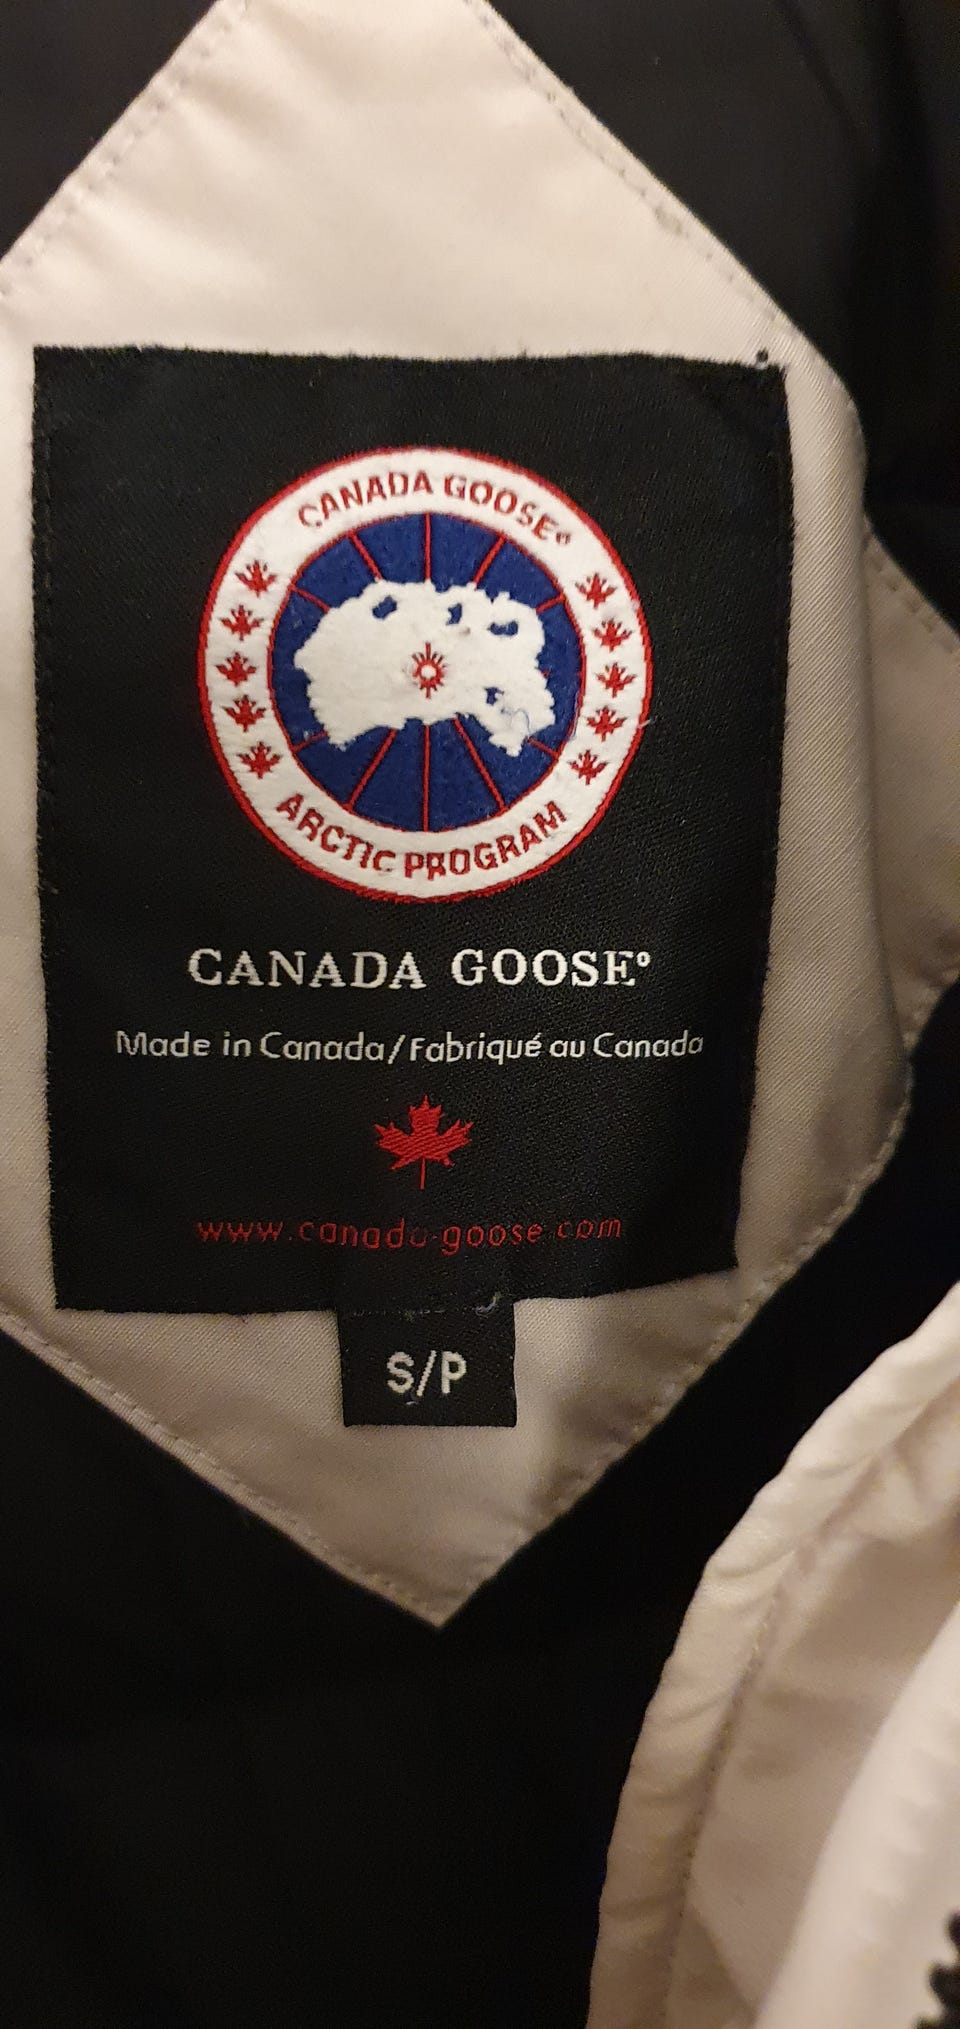 CANADA GOOSE®
ARCTIC PROGRAM
CANADA GOOSE®
Made in Canada/Fabriqué au Canada
www.canada-goose.com
S/P